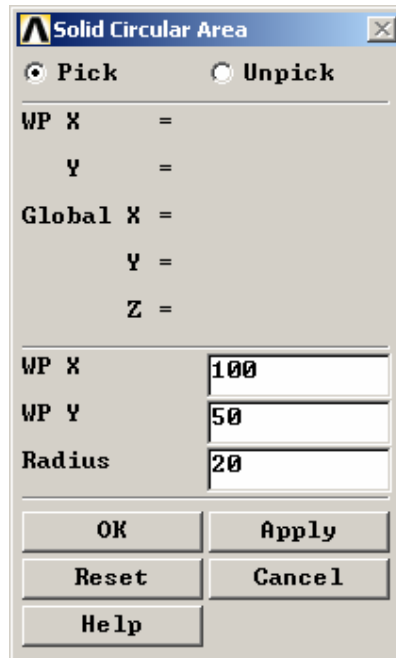 Solid Circular Area
Pick Unpick
WP X =
Y =
Global X =
Y =
Z =
WP X 100
WP Y 50
Radius 20
OK Apply
Reset Cancel
Help